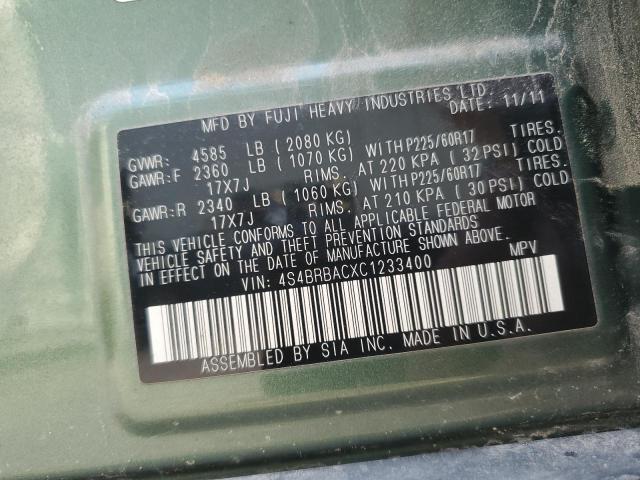 MFD BY FUJI HEAVY INDUSTRIES LTD.
DATE: 11/11
GVWR: 4585 LB ( 2080 KG)
GAWR:F 2360 LB ( 1070 KG) WITH P225/60R17 TIRES.
17X7J RIMS. AT 220 KPA ( 32 PSI) COLD
GAWR:R 2340 LB ( 1060 KG) WITH P225/60R17 TIRES.
17X7J RIMS. AT 210 KPA ( 30 PSI) COLD
THIS VEHICLE CONFORMS TO ALL APPLICABLE FEDERAL MOTOR
VEHICLE SAFETY AND THEFT PREVENTION STANDARDS
IN EFFECT ON THE DATE OF MANUFACTURE SHOWN ABOVE.
VIN: 4S4BRBACXC1233400 MPV
ASSEMBLED BY SIA INC. MADE IN U.S.A.